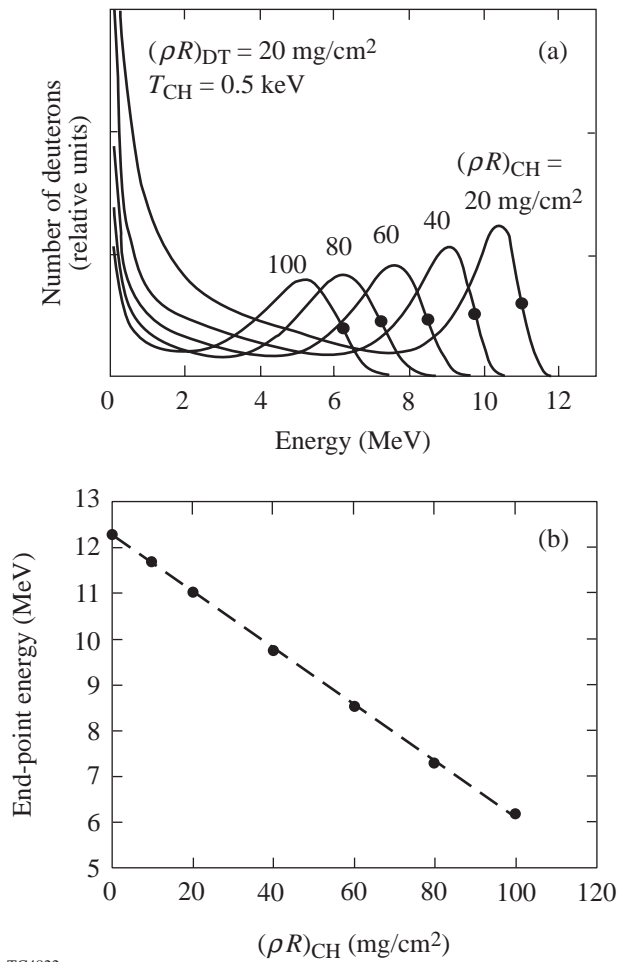 (ρR)DT = 20 mg/cm²
TCH = 0.5 keV
(a)
(ρR)CH =
20 mg/cm²
100
80
60
40
Number of deuterons
(relative units)
0 2 4 6 8 10 12
Energy (MeV)
(b)
13
12
11
10
9
8
7
6
5
End-point energy (MeV)
0 20 40 60 80 100 120
(ρR)CH (mg/cm²)